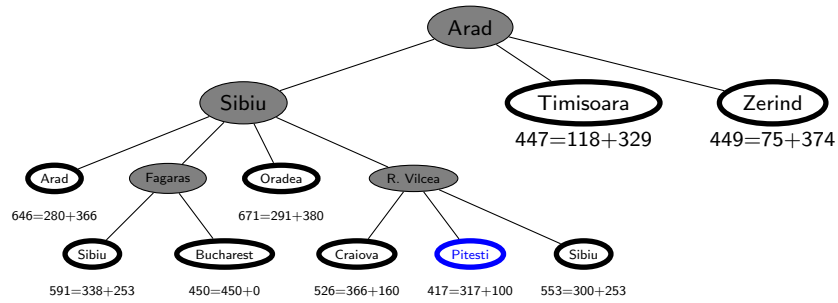 Arad
Sibiu
Timisoara
Zerind
447=118+329
449=75+374
Arad
Fagaras
Oradea
R. Vilcea
646=280+366
671=291+380
Sibiu
Bucharest
Craiova
Pitesti
Sibiu
591=338+253
450=450+0
526=366+160
417=317+100
553=300+253